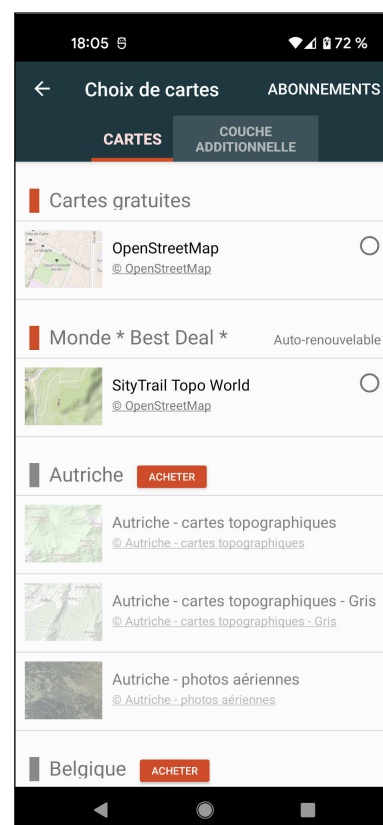 18:05 72 %
Choix de cartes ABONNEMENTS
CARTES
COUCHE
ADDITIONNELLE
Cartes gratuites
OpenStreetMap
© OpenStreetMap
Monde * Best Deal * Auto-renouvelable
SityTrail Topo World
© OpenStreetMap
Autriche ACHETER
Autriche - cartes topographiques
© Autriche - cartes topographiques
Autriche - cartes topographiques - Gris
© Autriche - cartes topographiques - Gris
Autriche - photos aériennes
© Autriche - photos aériennes
Belgique ACHETER